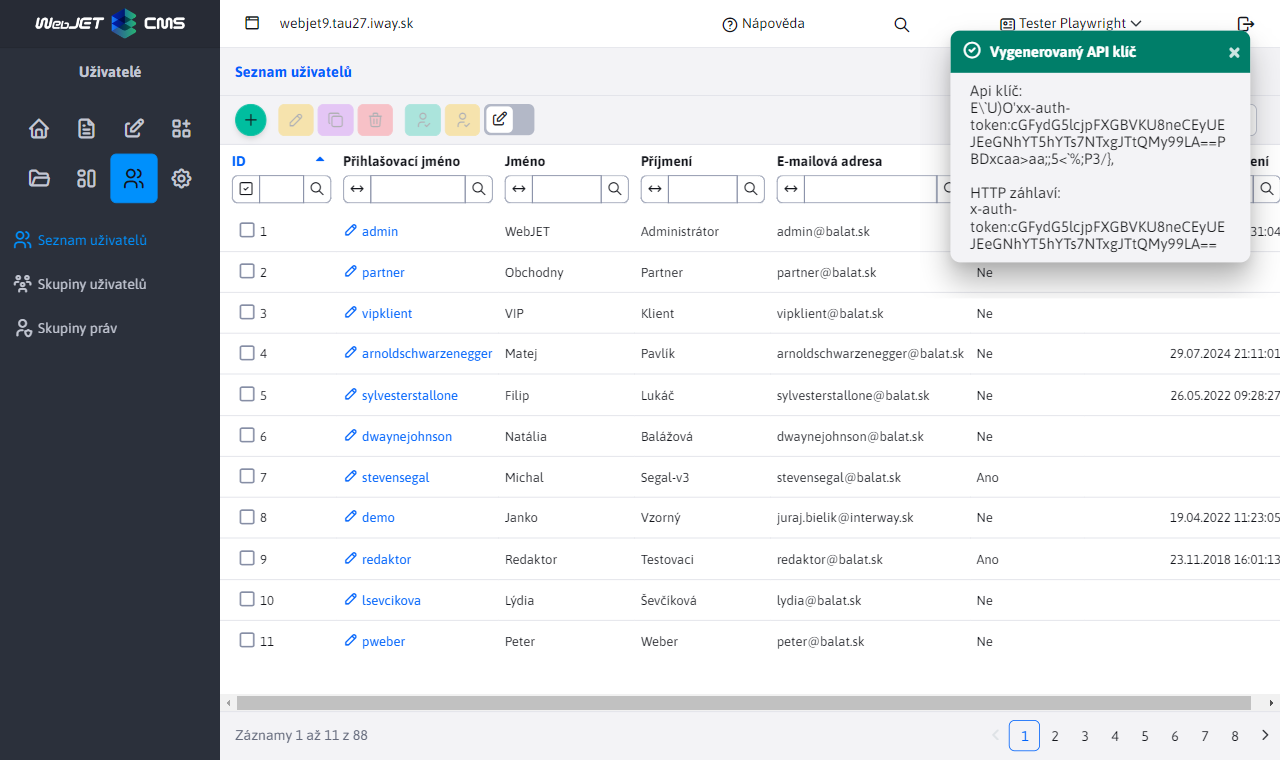 WebJET CMS
webjet9.tau27.iway.sk
Nápověda
Tester Playwright
Uživatelé
Seznam uživatelů
Skupiny uživatelů
Skupiny práv
Seznam uživatelů
Vygenerovaný API klíč
×
Api klíč:
E\`U)O'xx-auth-
token:cGFydG5lcjpFXGBVKU8neCEyUE
JEeGNhYT5hYTs7NTxgJTtQMy99LA==P
BDxcaa>aa;;5<`%;P3/},
HTTP záhlaví:
x-auth-
token:cGFydG5lcjpFXGBVKU8neCEyUE
JEeGNhYT5hYTs7NTxgJTtQMy99LA==
ID Přihlašovací jméno Jméno Příjmení E-mailová adresa
1 admin WebJET Administrátor admin@balat.sk 31:04
2 partner Obchodny Partner partner@balat.sk Ne
3 vipklient VIP Klient vipklient@balat.sk Ne
4 arnoldschwarzenegger Matej Pavlík arnoldschwarzenegger@balat.sk Ne 29.07.2024 21:11:01
5 sylvesterstallone Filip Lukáč sylvesterstallone@balat.sk Ne 26.05.2022 09:28:27
6 dwaynejohnson Natália Balážová dwaynejohnson@balat.sk Ne
7 stevensegal Michal Segal-v3 stevensegal@balat.sk Ano
8 demo Janko Vzorný juraj.bielik@interway.sk Ne 19.04.2022 11:23:05
9 redaktor Redaktor Testovaci redaktor@balat.sk Ano 23.11.2018 16:01:13
10 lsevcikova Lýdia Ševčíková lydia@balat.sk Ne
11 pweber Peter Weber peter@balat.sk Ne
Záznamy 1 až 11 z 88
1 2 3 4 5 6 7 8